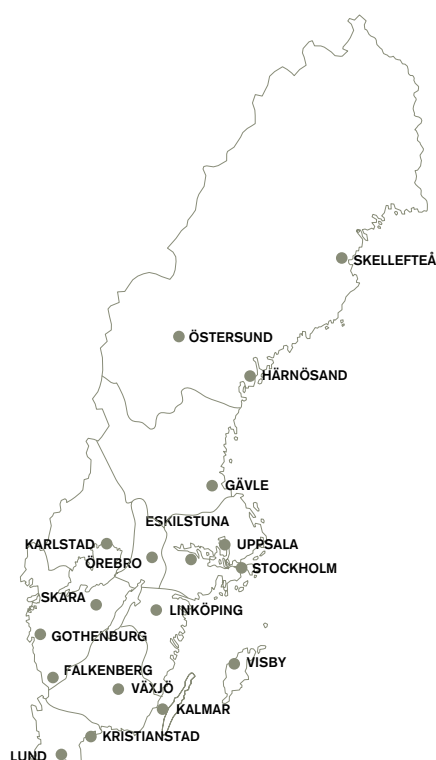 SKELLEFTEÅ
ÖSTERSUND
HÄRNÖSAND
GÄVLE
ESKILSTUNA
KARLSTAD
UPPSALA
ÖREBRO
STOCKHOLM
SKARA
LINKÖPING
GOTHENBURG
VISBY
FALKENBERG
VÄXJÖ
KALMAR
KRISTIANSTAD
LUND